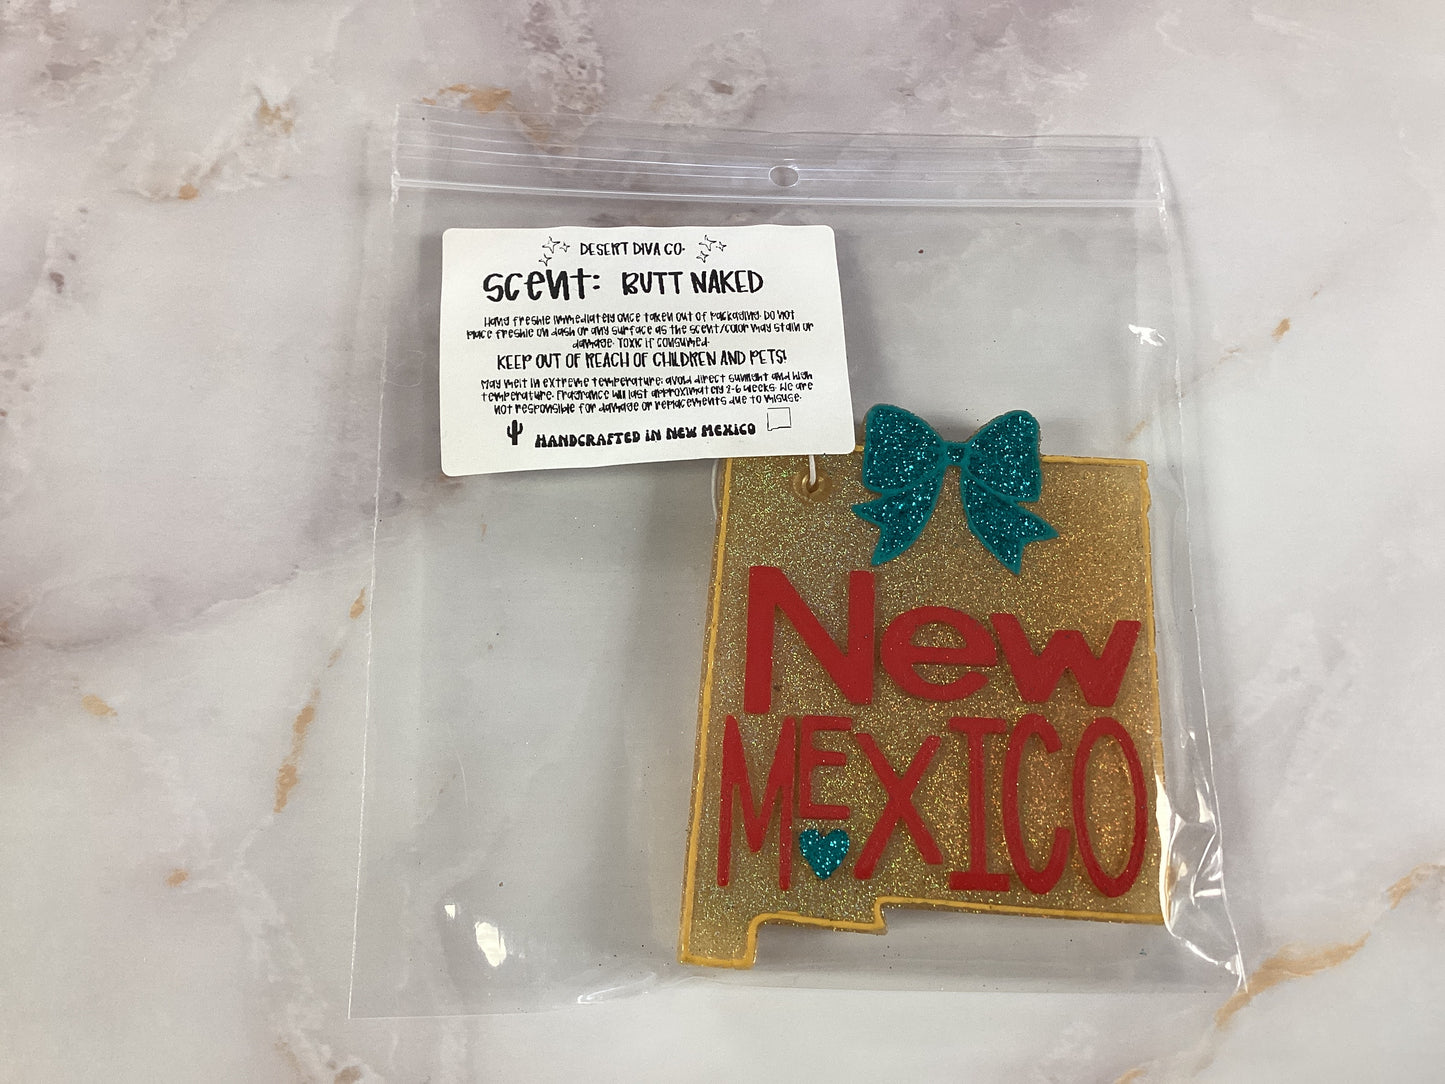 DESERT DIVA CO.
scent: BUTT NAKED
Hang freshie immediately once taken out of packaging. Do not
place freshie on dash or any surface as the scent/color may stain or
damage. Toxic if consumed.
KEEP OUT OF REACH OF CHILDREN AND PETS!
May melt in extreme temperature; avoid direct sunlight and high
temperature. Fragrance will last approximately 2-6 weeks. We are
not responsible for damage or replacements due to misuse.
HANDCRAFTED IN NEW MEXICO
New
MEXICO